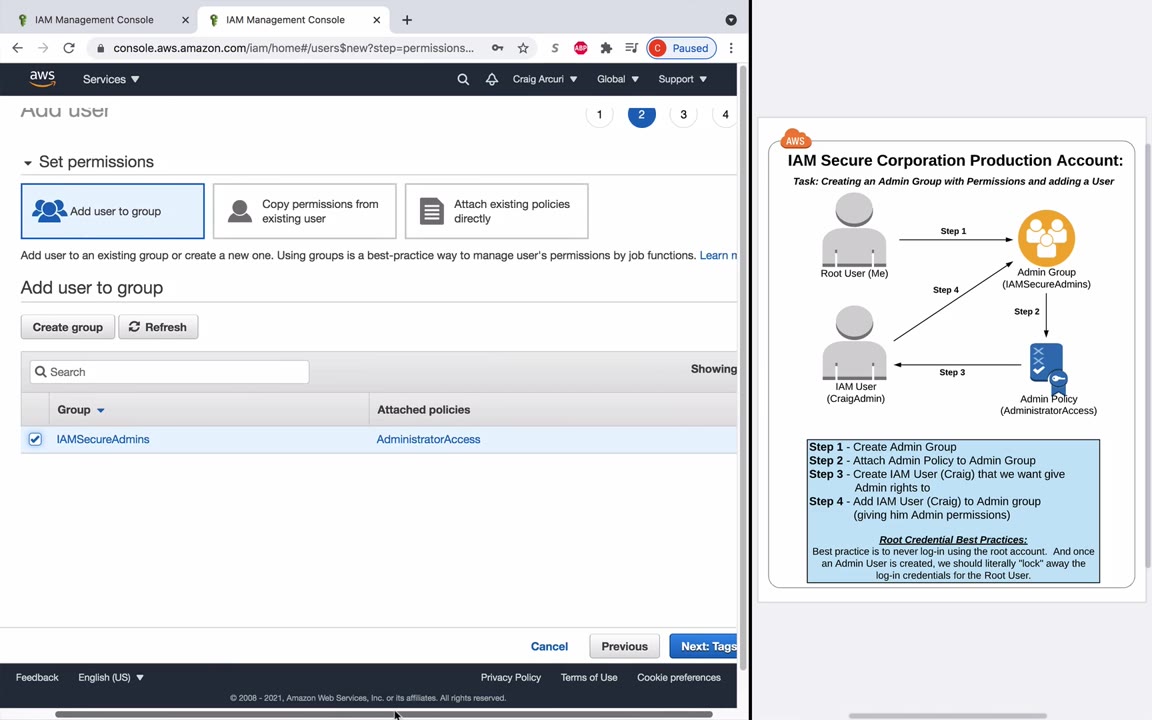 IAM Management Console
IAM Management Console
console.aws.amazon.com/iam/home#/users$new?step=permissions...
S
ABP
C Paused
aws
Services
Craig Arcuri
Global
Support
Add user
1
2
3
4
Set permissions
Add user to group
Copy permissions from
existing user
Attach existing policies
directly
Add user to an existing group or create a new one. Using groups is a best-practice way to manage user's permissions by job functions. Learn
Add user to group
Create group
Refresh
Search
Showing
Group
Attached policies
IAMSecureAdmins
AdministratorAccess
Cancel
Previous
Next: Tags
Feedback
English (US)
Privacy Policy
Terms of Use
Cookie preferences
© 2008 - 2021, Amazon Web Services, Inc. or its affiliates. All rights reserved.
AWS
IAM Secure Corporation Production Account:
Task: Creating an Admin Group with Permissions and adding a User
Step 1
Root User (Me)
Admin Group
(IAMSecureAdmins)
Step 4
Step 2
Step 3
IAM User
(CraigAdmin)
Admin Policy
(AdministratorAccess)
Step 1 - Create Admin Group
Step 2 - Attach Admin Policy to Admin Group
Step 3 - Create IAM User (Craig) that we want give
Admin rights to
Step 4 - Add IAM User (Craig) to Admin group
(giving him Admin permissions)
Root Credential Best Practices:
Best practice is to never log-in using the root account. And once
an Admin User is created, we should literally "lock" away the
log-in credentials for the Root User.